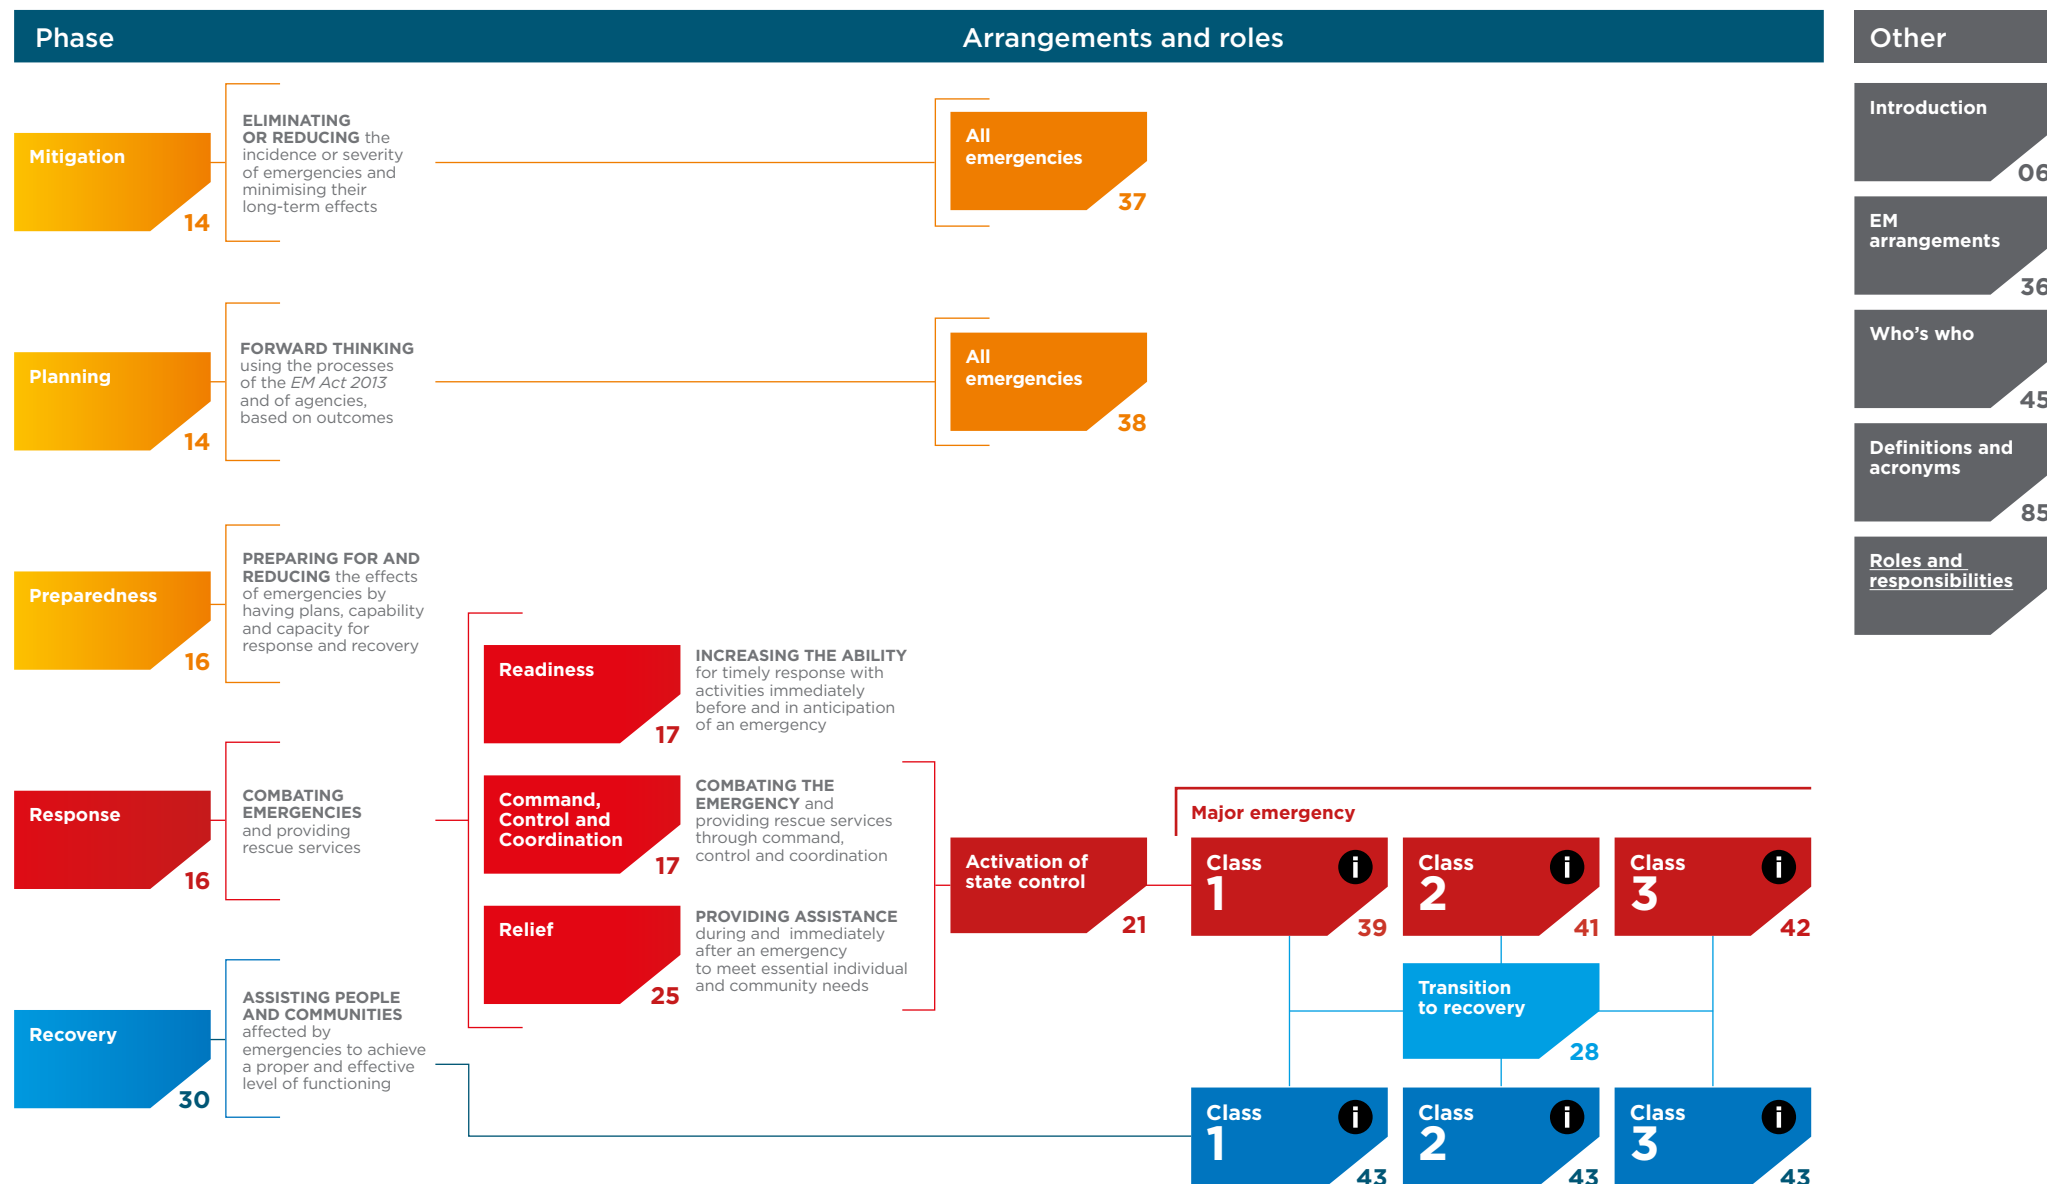 Phase
Arrangements and roles
Other
Mitigation
14
ELIMINATING
OR REDUCING the
incidence or severity
of emergencies and
minimising their
long-term effects
All
emergencies
37
Planning
14
FORWARD THINKING
using the processes
of the EM Act 2013
and of agencies,
based on outcomes
All
emergencies
38
Preparedness
16
PREPARING FOR AND
REDUCING the effects
of emergencies by
having plans, capability
and capacity for
response and recovery
Response
16
COMBATING
EMERGENCIES
and providing
rescue services
Readiness
17
INCREASING THE ABILITY
for timely response with
activities immediately
before and in anticipation
of an emergency
Command,
Control and
Coordination
17
COMBATING THE
EMERGENCY and
providing rescue services
through command,
control and coordination
Relief
25
PROVIDING ASSISTANCE
during and immediately
after an emergency
to meet essential individual
and community needs
Activation of
state control
21
Major emergency
Class
1
i
39
Class
2
i
41
Class
3
i
42
Transition
to recovery
28
Recovery
30
ASSISTING PEOPLE
AND COMMUNITIES
affected by
emergencies to achieve
a proper and effective
level of functioning
Class
1
i
43
Class
2
i
43
Class
3
i
43
Introduction
06
EM
arrangements
36
Who's who
45
Definitions and
acronyms
85
Roles and
responsibilities